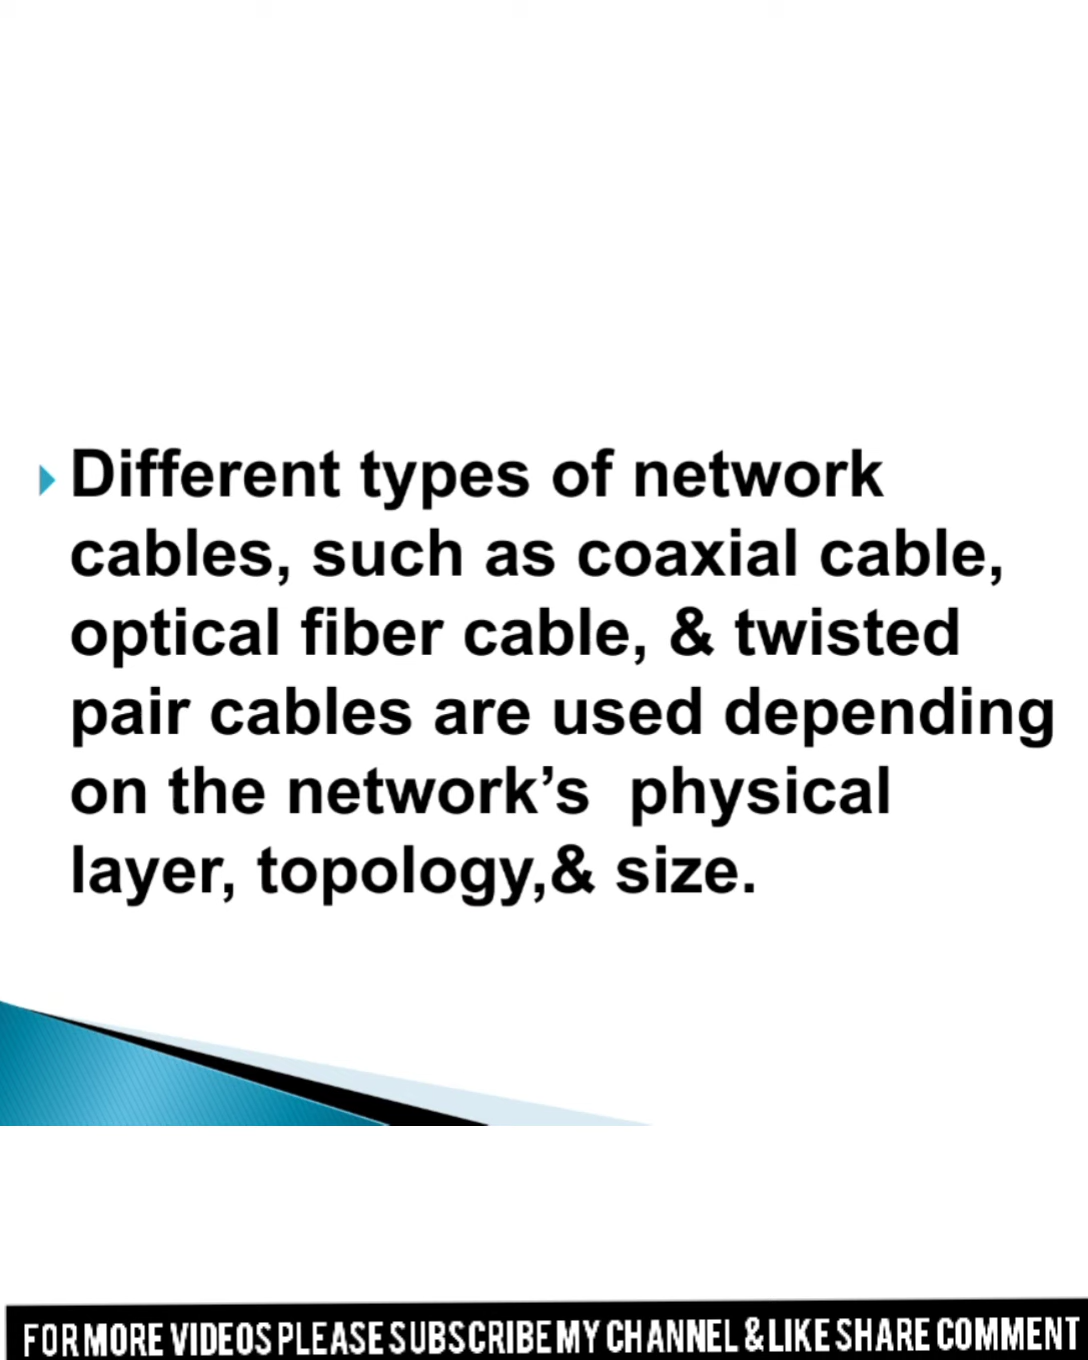 Different types of network
cables, such as coaxial cable,
optical fiber cable, & twisted
pair cables are used depending
on the network’s  physical
layer, topology,& size.
FOR MORE VIDEOS PLEASE SUBSCRIBE MY CHANNEL & LIKE SHARE COMMENT